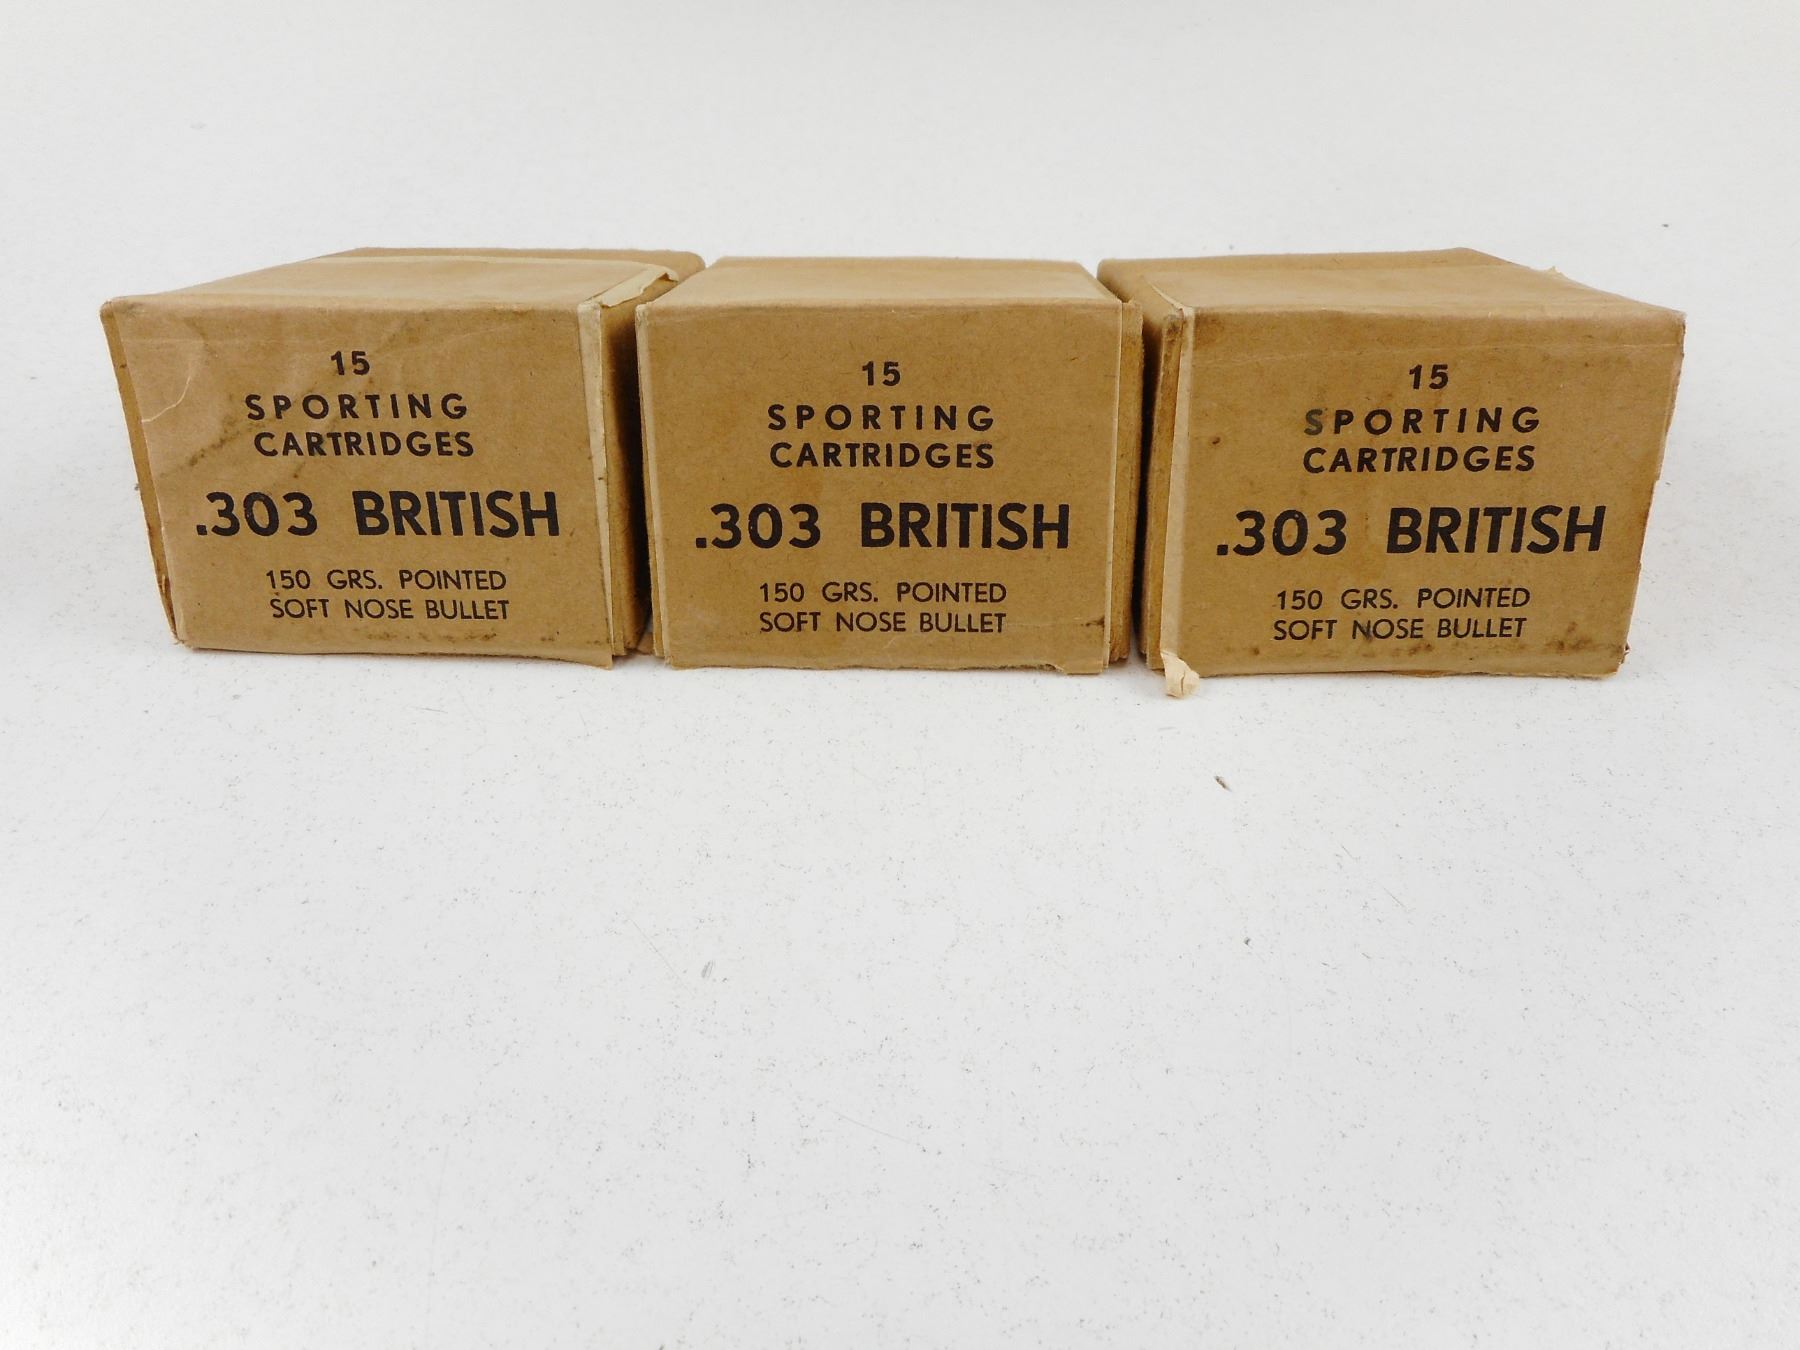 15
SPORTING
CARTRIDGES
.303 BRITISH
150 GRS. POINTED
SOFT NOSE BULLET
15
SPORTING
CARTRIDGES
.303 BRITISH
150 GRS. POINTED
SOFT NOSE BULLET
15
SPORTING
CARTRIDGES
.303 BRITISH
150 GRS. POINTED
SOFT NOSE BULLET